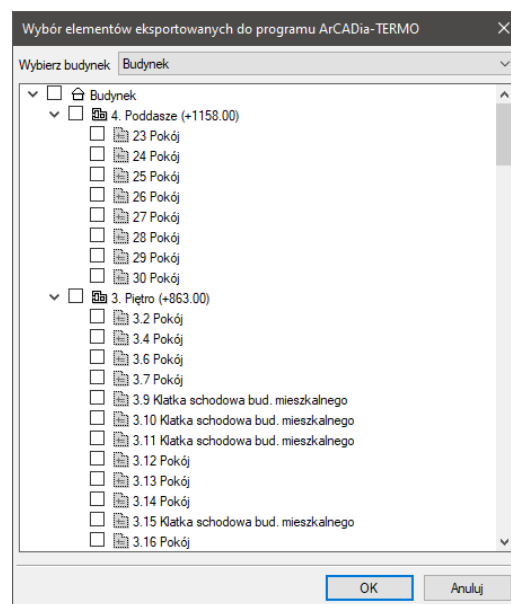 Wybór elementów eksportowanych do programu ArCADia-TERMO
Wybierz budynek Budynek
Budynek
4. Poddasze (+1158.00)
23 Pokój
24 Pokój
25 Pokój
26 Pokój
27 Pokój
28 Pokój
29 Pokój
30 Pokój
3. Piętro (+863.00)
3.2 Pokój
3.4 Pokój
3.6 Pokój
3.7 Pokój
3.9 Klatka schodowa bud. mieszkalnego
3.10 Klatka schodowa bud. mieszkalnego
3.11 Klatka schodowa bud. mieszkalnego
3.12 Pokój
3.13 Pokój
3.14 Pokój
3.15 Klatka schodowa bud. mieszkalnego
3.16 Pokój
OK Anuluj